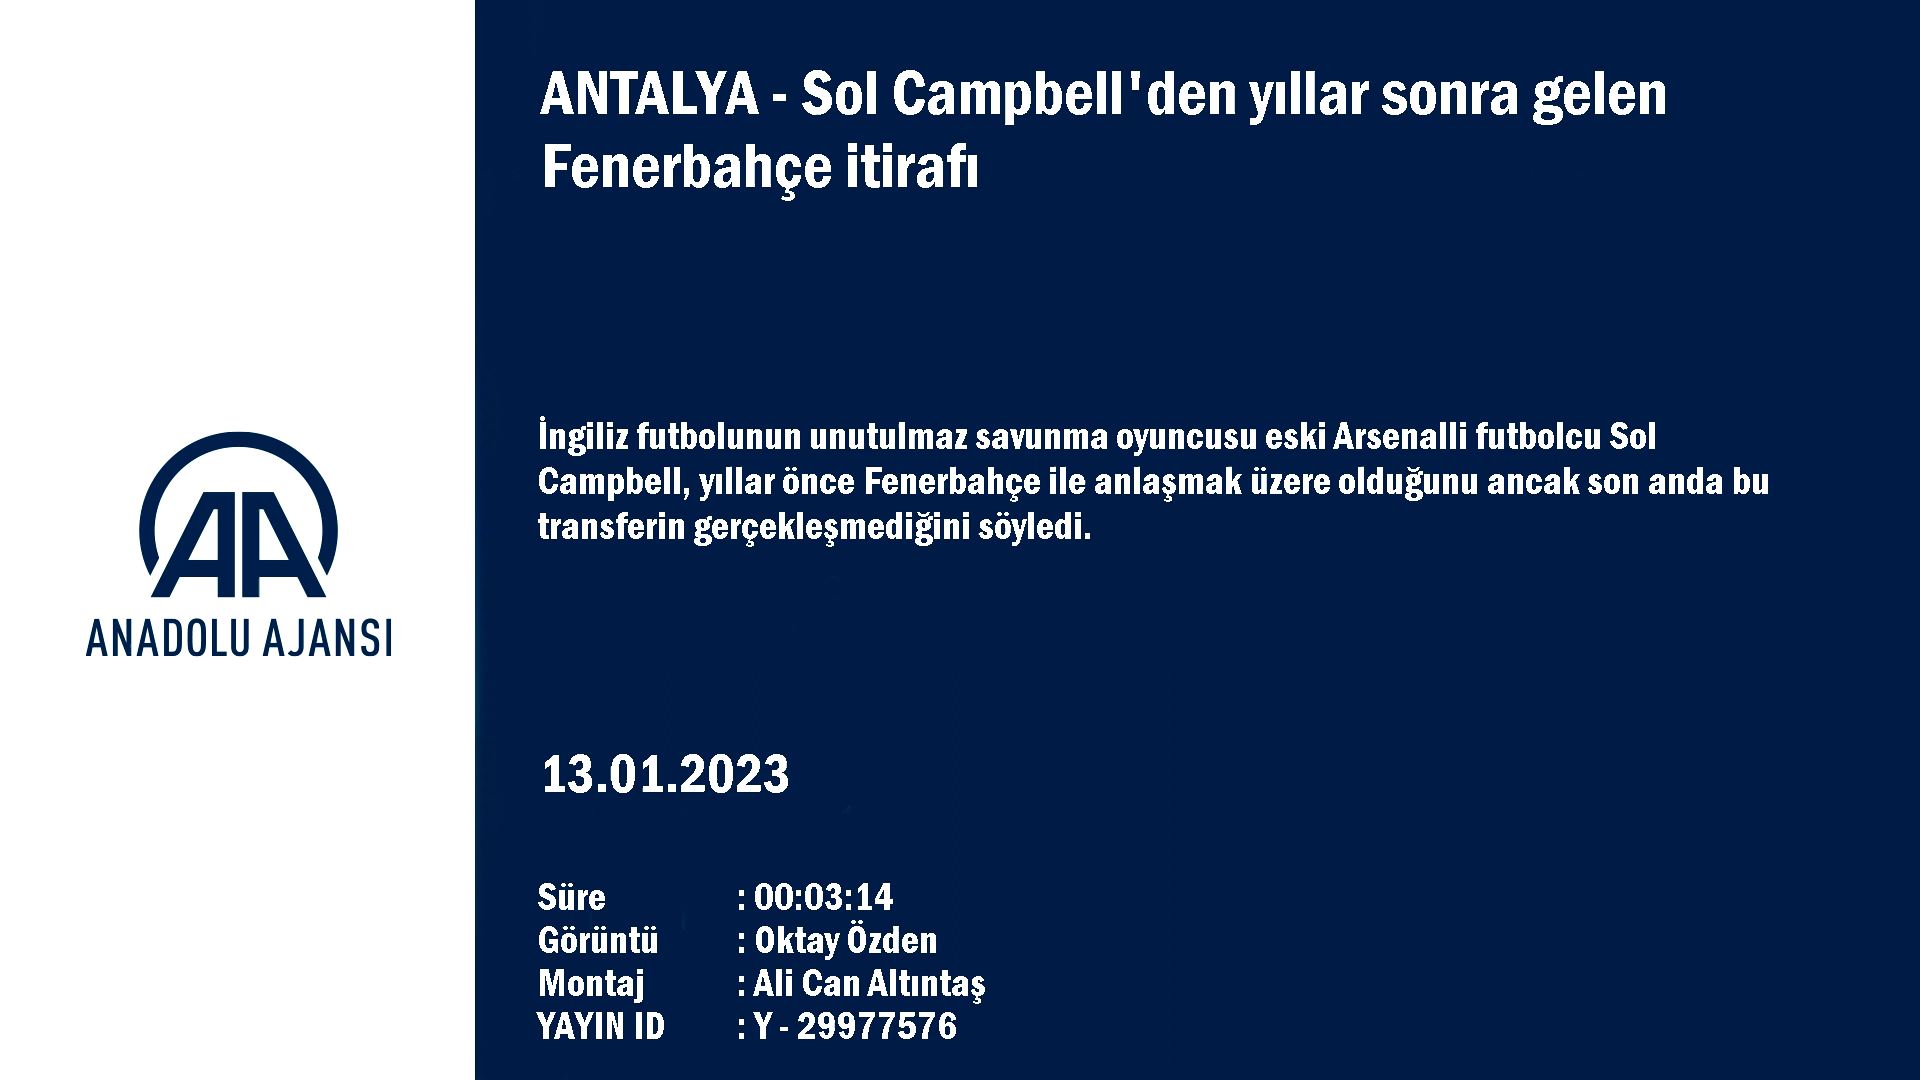 ANTALYA - Sol Campbell'den yıllar sonra gelen
Fenerbahçe itirafı
İngiliz futbolunun unutulmaz savunma oyuncusu eski Arsenalli futbolcu Sol
Campbell, yıllar önce Fenerbahçe ile anlaşmak üzere olduğunu ancak son anda bu
transferin gerçekleşmediğini söyledi.
AA
ANADOLU AJANSI
13.01.2023
Süre : 00:03:14
Görüntü : Oktay Özden
Montaj : Ali Can Altıntaş
YAYIN ID : Y - 29977576